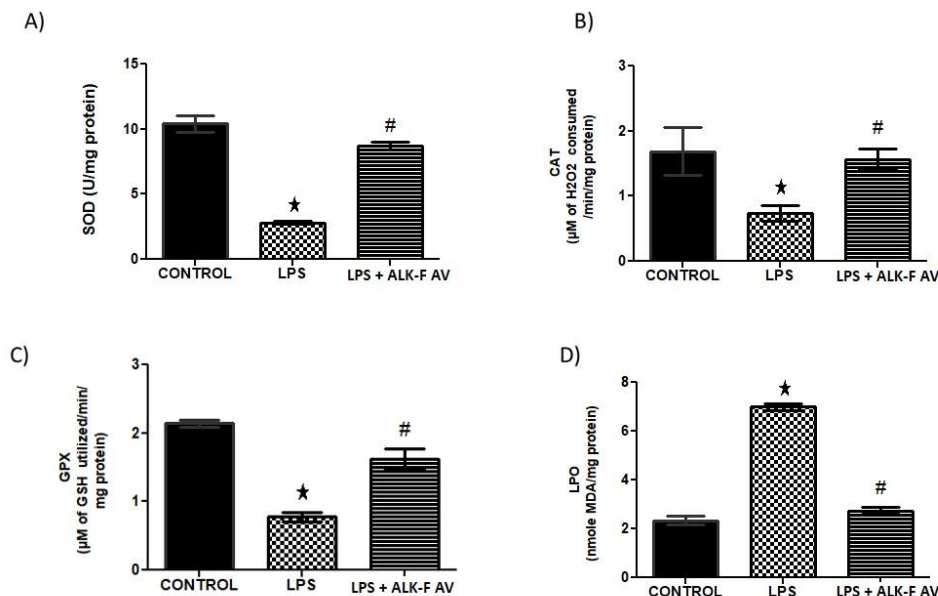 A)
SOD (U/mg protein)
15
10
5
0
#
★
CONTROL
LPS
LPS + ALK-F AV
B)
CAT
(µM of H2O2 consumed
/min/mg protein)
3
2
1
0
#
★
CONTROL
LPS
LPS + ALK-F AV
C)
GPX
(µM of GSH utilized/min/
mg protein)
3
2
1
0
#
★
CONTROL
LPS
LPS + ALK-F AV
D)
LPO
(nmole MDA/mg protein)
8
6
4
2
0
★
#
CONTROL
LPS
LPS + ALK-F AV